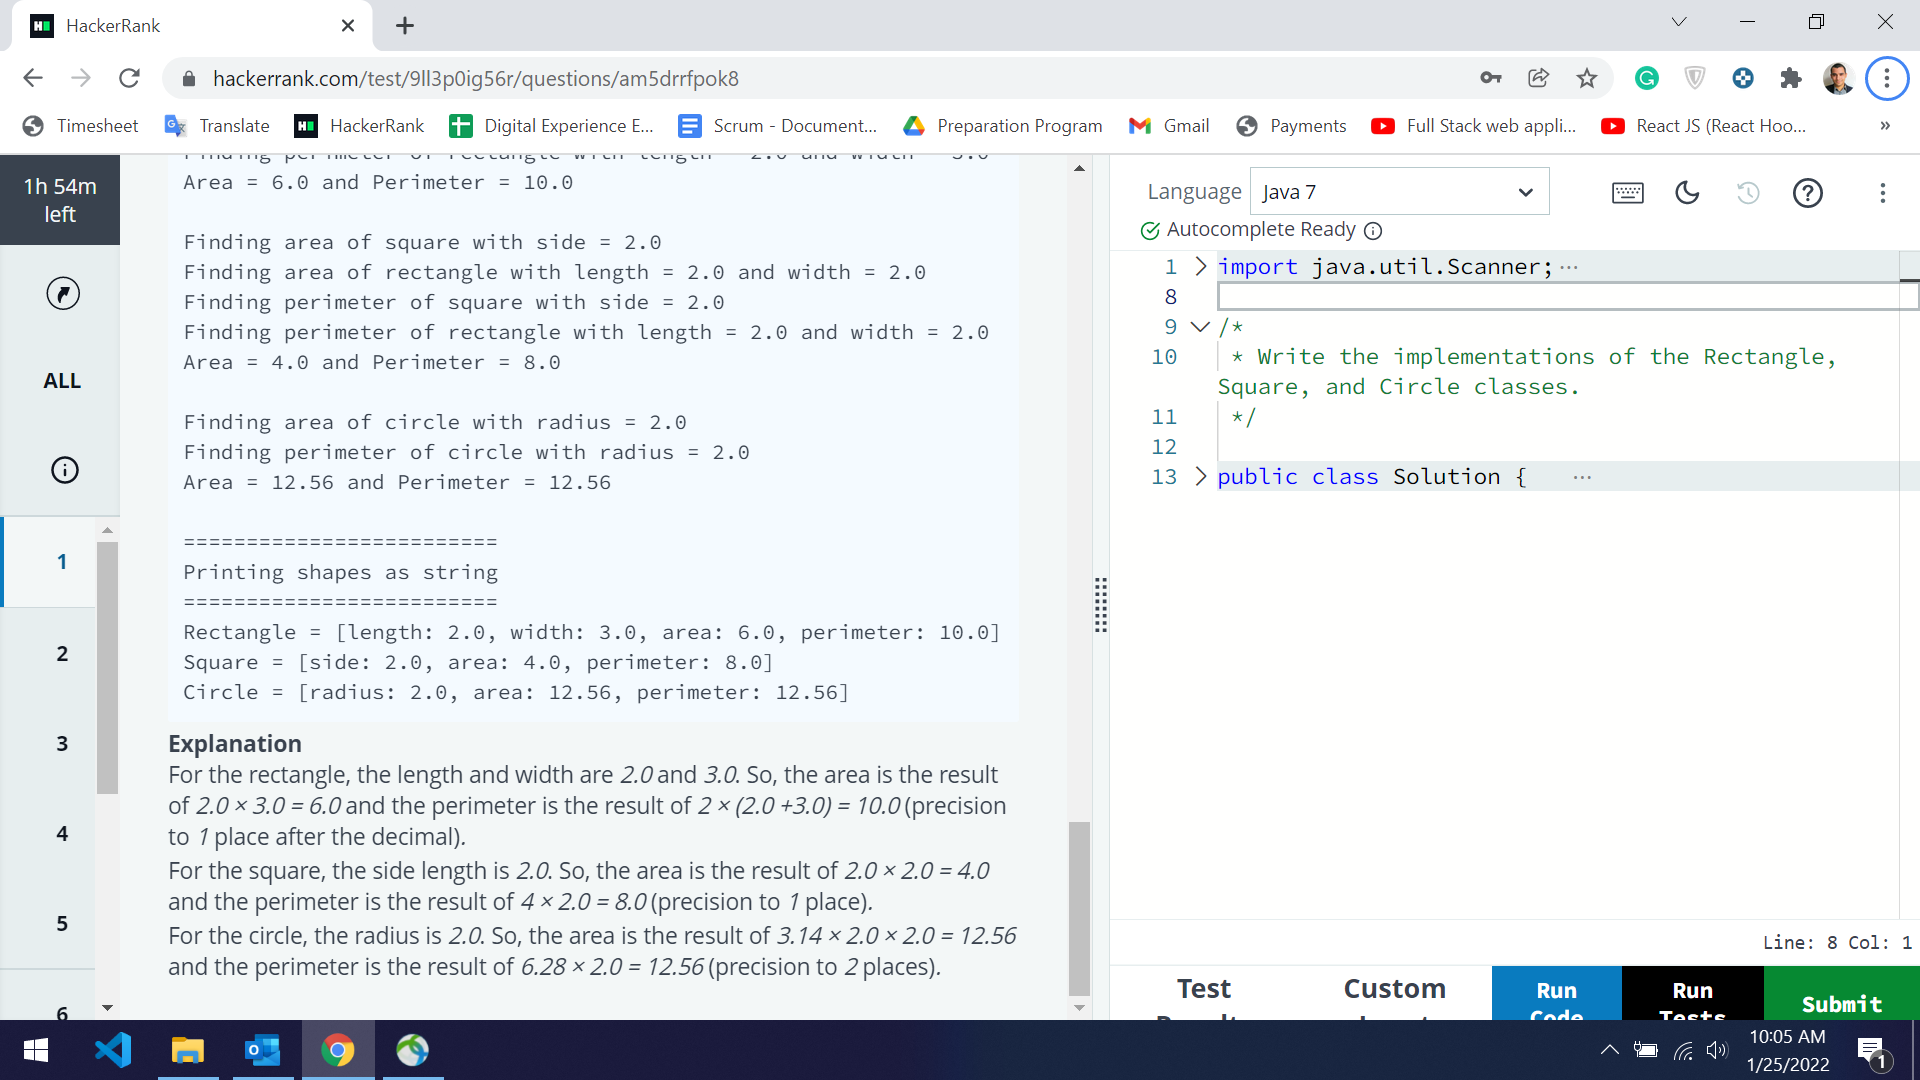 HackerRank
hackerrank.com/test/9ll3p0ig56r/questions/am5drrfpok8
Timesheet
Translate
HackerRank
Digital Experience E...
Scrum - Document...
Preparation Program
Gmail
Payments
Full Stack web appli...
React JS (React Hoo...
»
1h 54m
left
ALL
1
2
3
4
5
6
Finding perimeter of rectangle with length = 2.0 and width = 3.0
Area = 6.0 and Perimeter = 10.0
Finding area of square with side = 2.0
Finding area of rectangle with length = 2.0 and width = 2.0
Finding perimeter of square with side = 2.0
Finding perimeter of rectangle with length = 2.0 and width = 2.0
Area = 4.0 and Perimeter = 8.0
Finding area of circle with radius = 2.0
Finding perimeter of circle with radius = 2.0
Area = 12.56 and Perimeter = 12.56
=========================
Printing shapes as string
=========================
Rectangle = [length: 2.0, width: 3.0, area: 6.0, perimeter: 10.0]
Square = [side: 2.0, area: 4.0, perimeter: 8.0]
Circle = [radius: 2.0, area: 12.56, perimeter: 12.56]
Explanation
For the rectangle, the length and width are 2.0 and 3.0. So, the area is the result
of 2.0 × 3.0 = 6.0 and the perimeter is the result of 2 × (2.0 +3.0) = 10.0 (precision
to 1 place after the decimal).
For the square, the side length is 2.0. So, the area is the result of 2.0 × 2.0 = 4.0
and the perimeter is the result of 4 × 2.0 = 8.0 (precision to 1 place).
For the circle, the radius is 2.0. So, the area is the result of 3.14 × 2.0 × 2.0 = 12.56
and the perimeter is the result of 6.28 × 2.0 = 12.56 (precision to 2 places).
Language Java 7
Autocomplete Ready
1 import java.util.Scanner; ...
8
9 /*
10 * Write the implementations of the Rectangle,
Square, and Circle classes.
11 */
12
13 public class Solution { ...
Line: 8 Col: 1
Test
Custom
Run
Code
Run
Tests
Submit
10:05 AM
1/25/2022
1